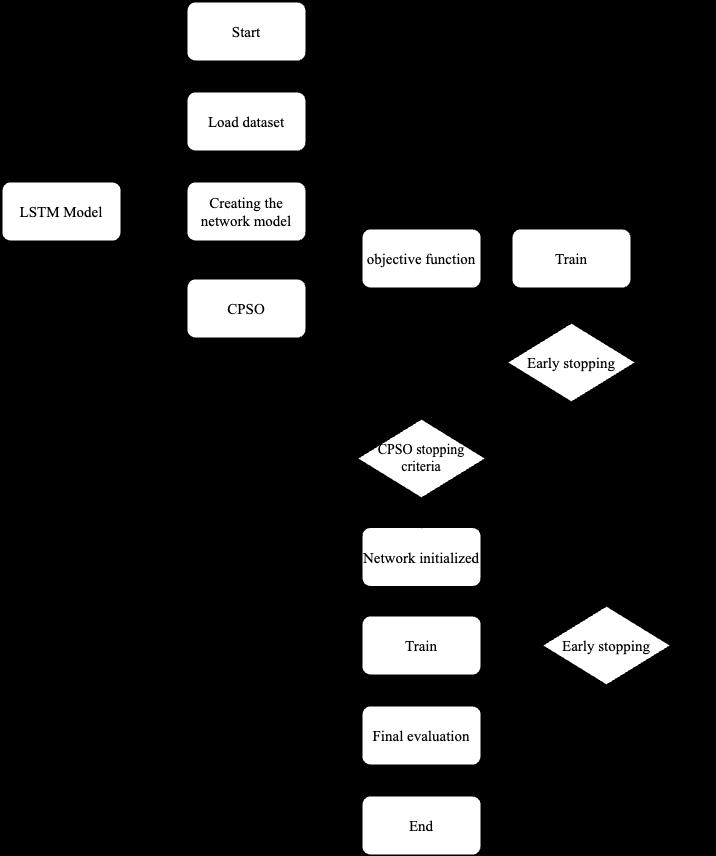 Start
Load dataset
LSTM Model
Creating the
network model
objective function
Train
CPSO
Early stopping
CPSO stopping
criteria
Network initialized
Train
Early stopping
Final evaluation
End